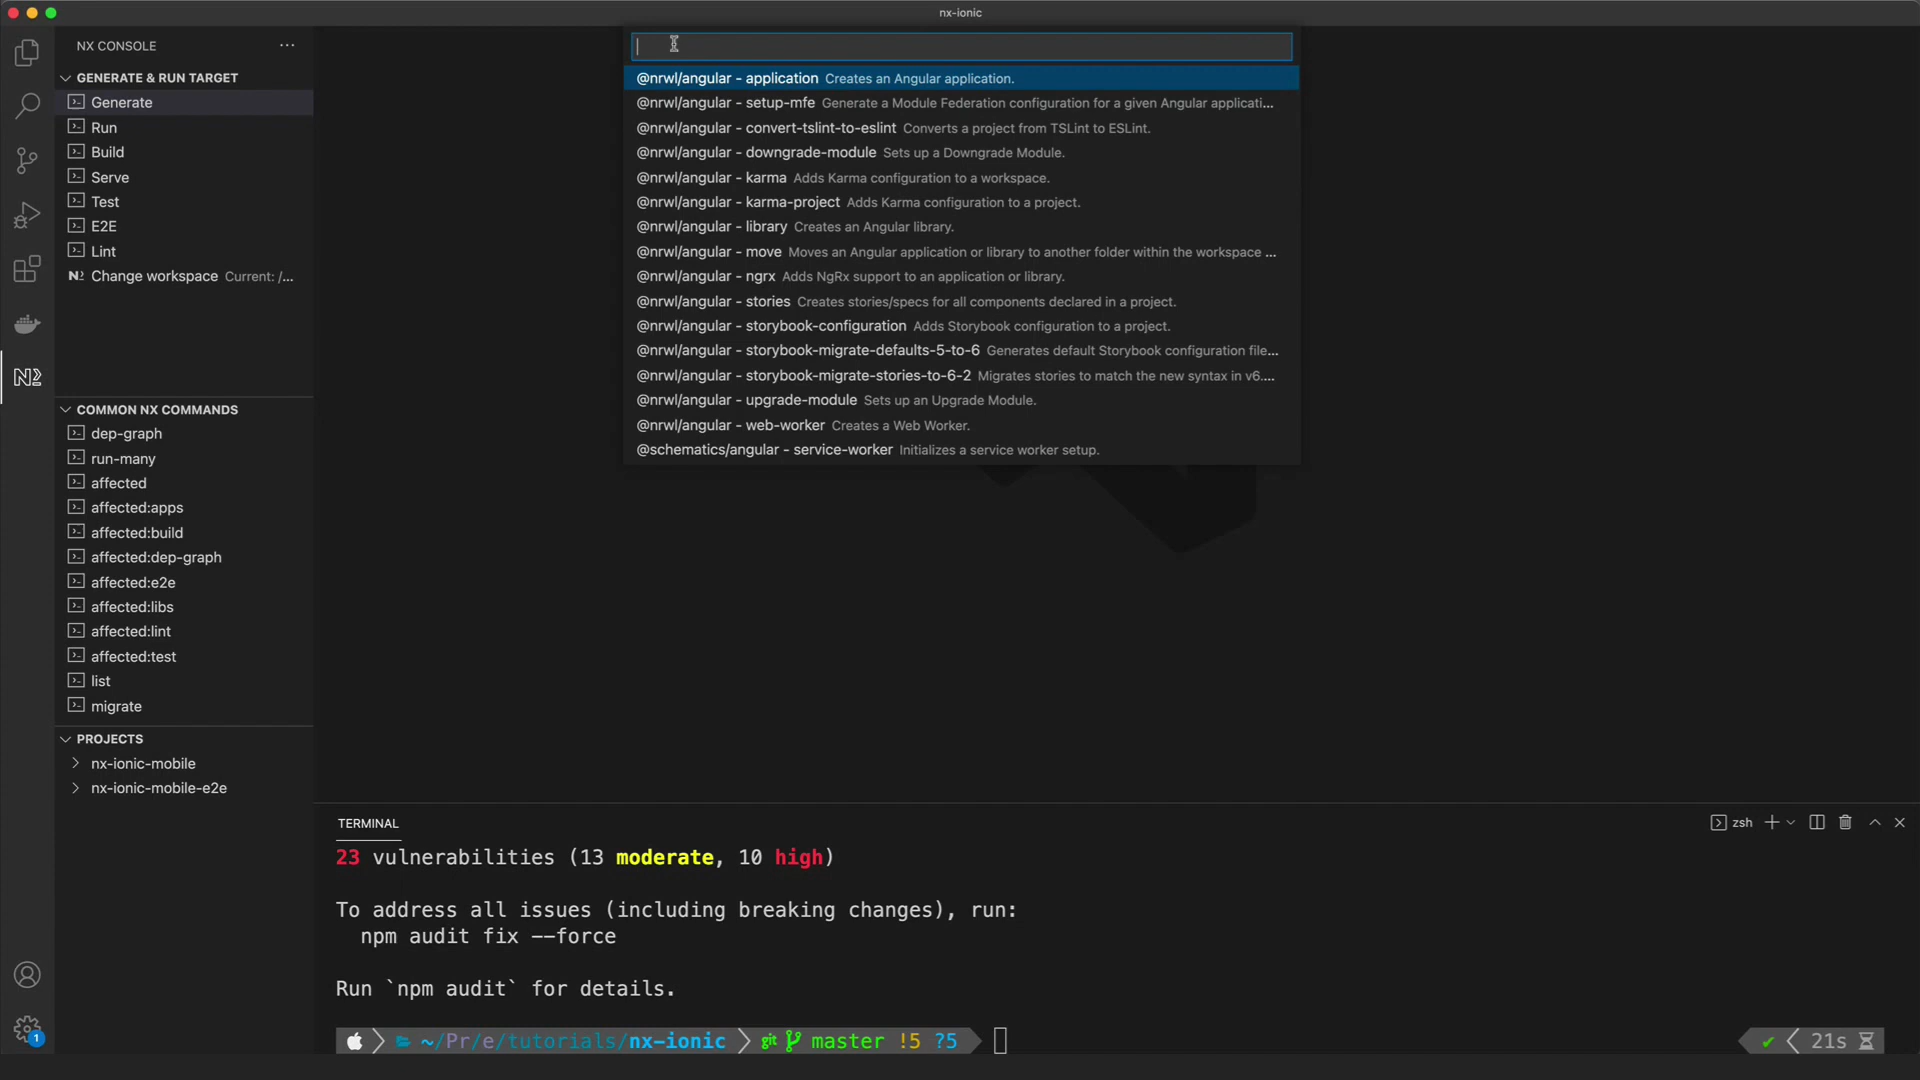 nx-ionic
NX CONSOLE
GENERATE & RUN TARGET
Generate
Run
Build
Serve
Test
E2E
Lint
Change workspace Current: /...
COMMON NX COMMANDS
dep-graph
run-many
affected
affected:apps
affected:build
affected:dep-graph
affected:e2e
affected:libs
affected:lint
affected:test
list
migrate
PROJECTS
nx-ionic-mobile
nx-ionic-mobile-e2e
1
@nrwl/angular - application Creates an Angular application.
@nrwl/angular - setup-mfe Generate a Module Federation configuration for a given Angular applicati...
@nrwl/angular - convert-tslint-to-eslint Converts a project from TSLint to ESLint.
@nrwl/angular - downgrade-module Sets up a Downgrade Module.
@nrwl/angular - karma Adds Karma configuration to a workspace.
@nrwl/angular - karma-project Adds Karma configuration to a project.
@nrwl/angular - library Creates an Angular library.
@nrwl/angular - move Moves an Angular application or library to another folder within the workspace ...
@nrwl/angular - ngrx Adds NgRx support to an application or library.
@nrwl/angular - stories Creates stories/specs for all components declared in a project.
@nrwl/angular - storybook-configuration Adds Storybook configuration to a project.
@nrwl/angular - storybook-migrate-defaults-5-to-6 Generates default Storybook configuration file...
@nrwl/angular - storybook-migrate-stories-to-6-2 Migrates stories to match the new syntax in v6....
@nrwl/angular - upgrade-module Sets up an Upgrade Module.
@nrwl/angular - web-worker Creates a Web Worker.
@schematics/angular - service-worker Initializes a service worker setup.
TERMINAL
zsh
23 vulnerabilities (13 moderate, 10 high)
To address all issues (including breaking changes), run:
npm audit fix --force
Run `npm audit` for details.
~/Pr/e/tutorials/nx-ionic git master !5 ?5
✔ 21s